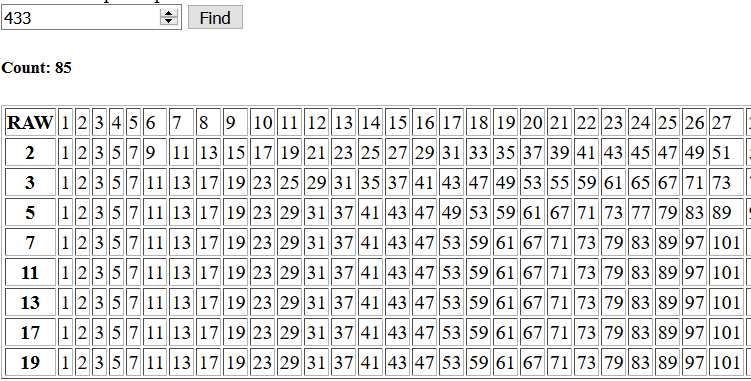 433 Find
Count: 85
RAW 1 2 3 4 5 6 7 8 9 10 11 12 13 14 15 16 17 18 19 20 21 22 23 24 25 26 27
2 1 2 3 5 7 9 11 13 15 17 19 21 23 25 27 29 31 33 35 37 39 41 43 45 47 49 51
3 1 2 3 5 7 11 13 17 19 23 25 29 31 35 37 41 43 47 49 53 55 59 61 65 67 71 73
5 1 2 3 5 7 11 13 17 19 23 29 31 37 41 43 47 49 53 59 61 67 71 73 77 79 83 89
7 1 2 3 5 7 11 13 17 19 23 29 31 37 41 43 47 53 59 61 67 71 73 79 83 89 97 101
11 1 2 3 5 7 11 13 17 19 23 29 31 37 41 43 47 53 59 61 67 71 73 79 83 89 97 101
13 1 2 3 5 7 11 13 17 19 23 29 31 37 41 43 47 53 59 61 67 71 73 79 83 89 97 101
17 1 2 3 5 7 11 13 17 19 23 29 31 37 41 43 47 53 59 61 67 71 73 79 83 89 97 101
19 1 2 3 5 7 11 13 17 19 23 29 31 37 41 43 47 53 59 61 67 71 73 79 83 89 97 101